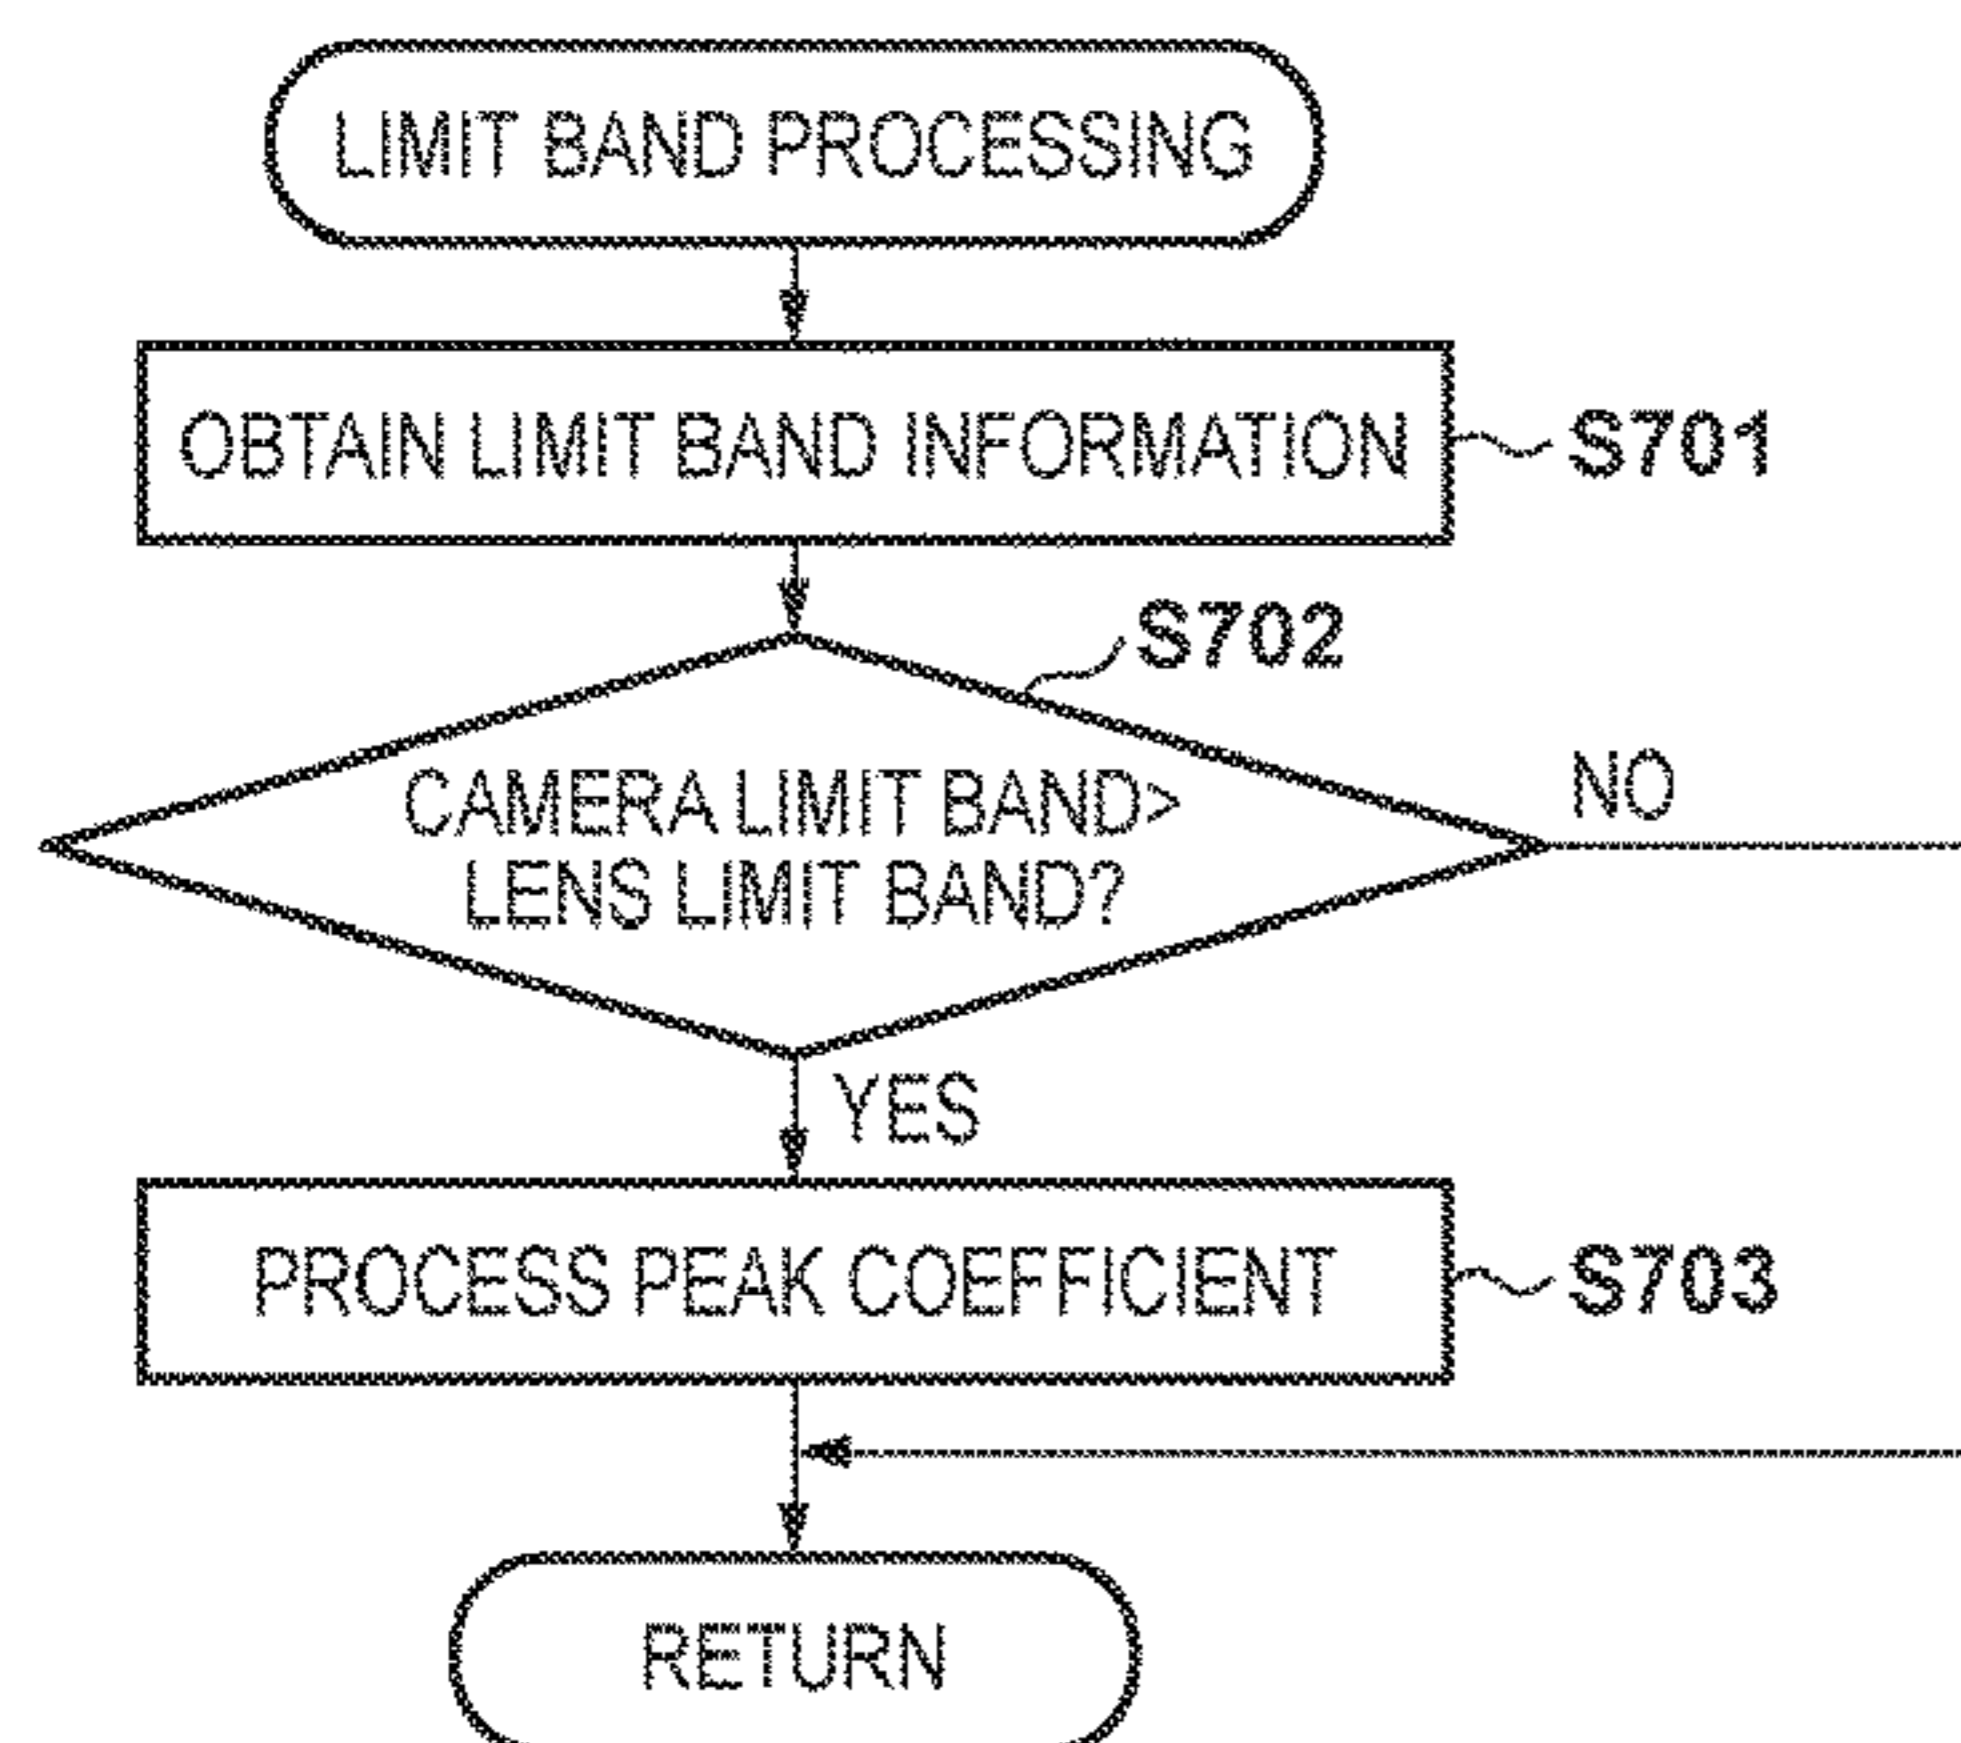 LIMIT BAND PROCESSING
OBTAIN LIMIT BAND INFORMATION
S701
S702
CAMERA LIMIT BAND>
LENS LIMIT BAND?
NO
YES
PROCESS PEAK COEFFICIENT
S703
RETURN